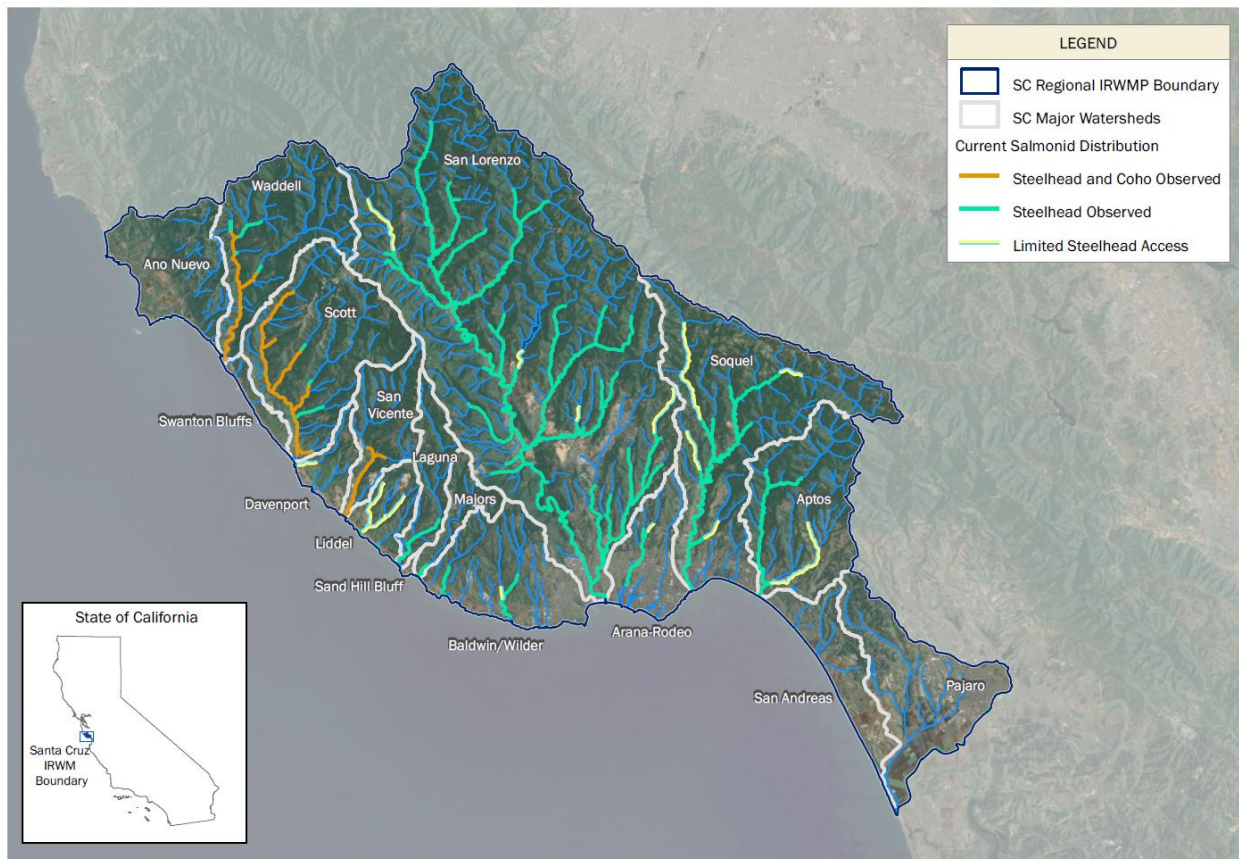 LEGEND
SC Regional IRWMP Boundary
SC Major Watersheds
Current Salmonid Distribution
Steelhead and Coho Observed
Steelhead Observed
Limited Steelhead Access
San Lorenzo
Waddell
Ano Nuevo
Scott
Soquel
San
Vicente
Swanton Bluffs
Laguna
Majors
Aptos
Davenport
Liddel
Sand Hill Bluff
Baldwin/Wilder
Arana-Rodeo
San Andreas
Pajaro
State of California
Santa Cruz
IRWM
Boundary